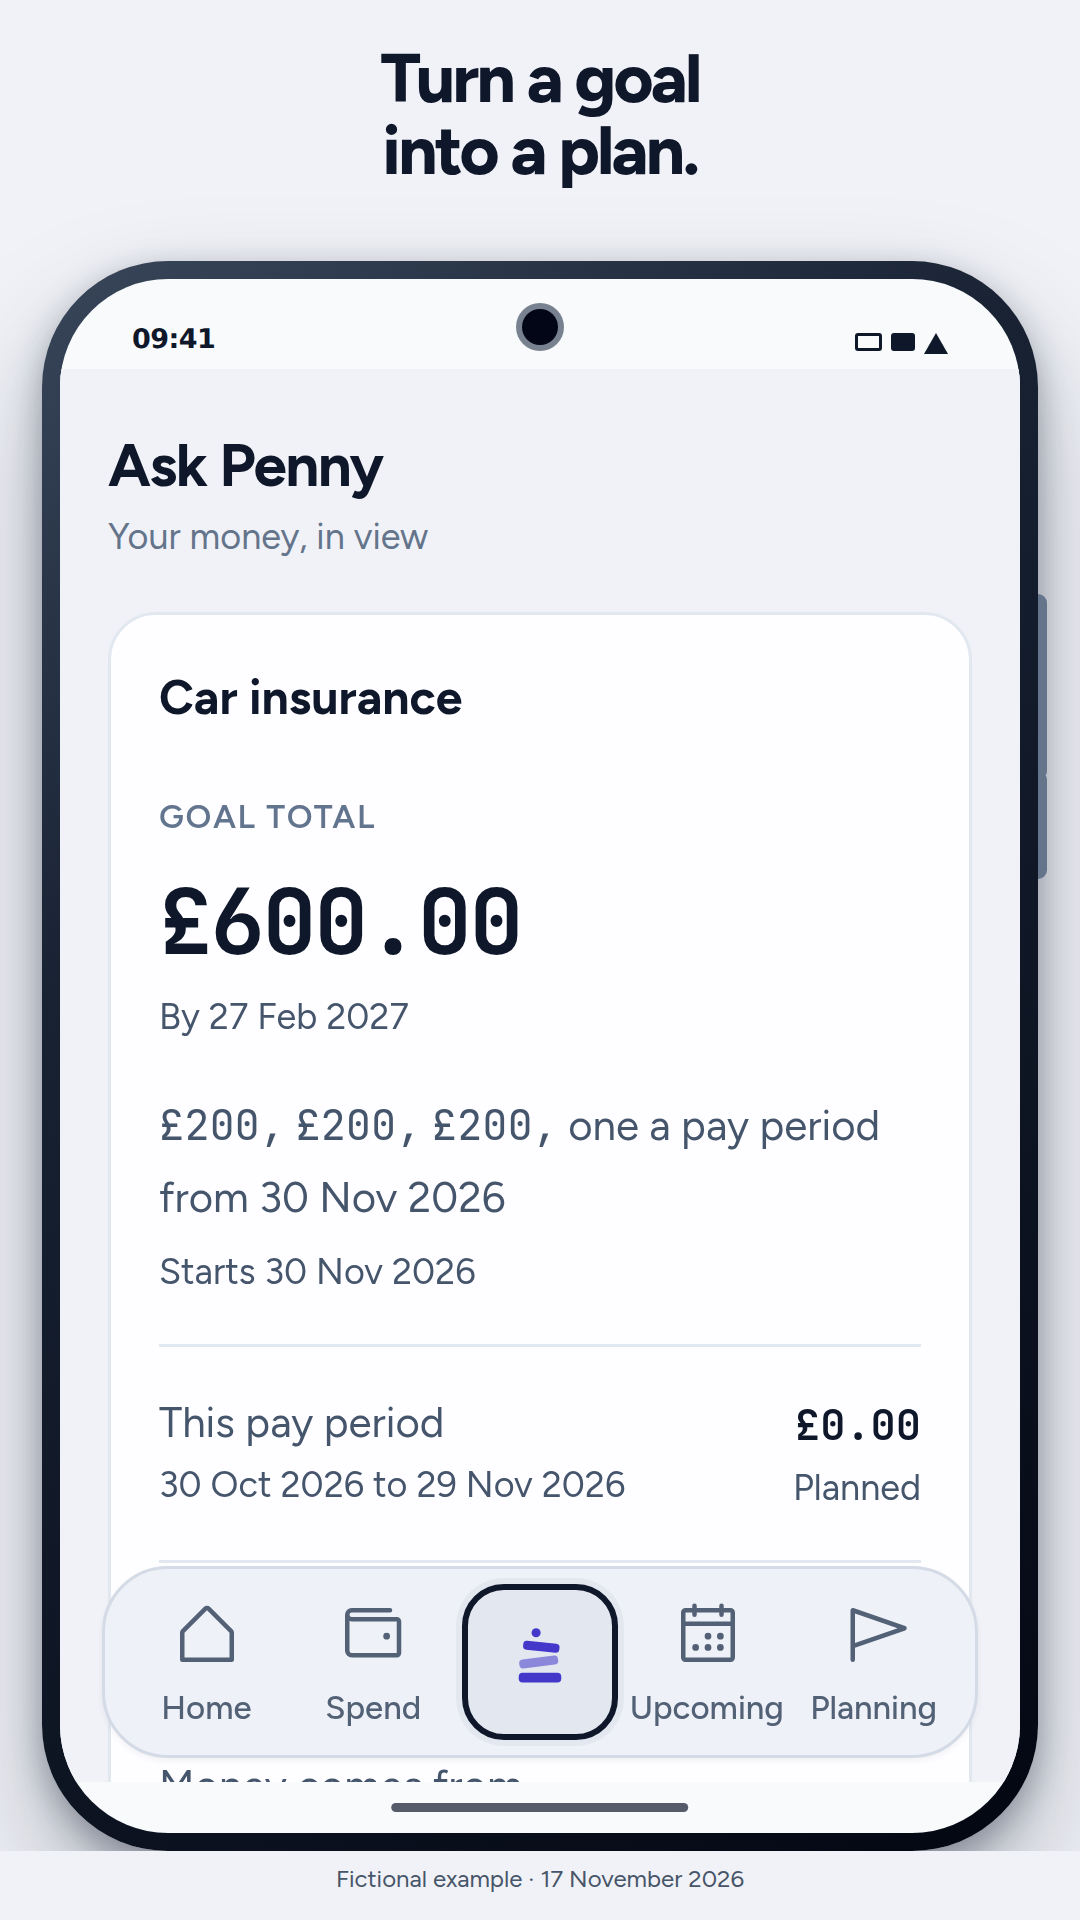 Turn a goal
into a plan.
09:41
Ask Penny
Your money, in view
Car insurance
GOAL TOTAL
£600.00
By 27 Feb 2027
£200, £200, £200, one a pay period
from 30 Nov 2026
Starts 30 Nov 2026
This pay period £0.00
30 Oct 2026 to 29 Nov 2026 Planned
Home Spend Upcoming Planning
Money comes from
Fictional example · 17 November 2026